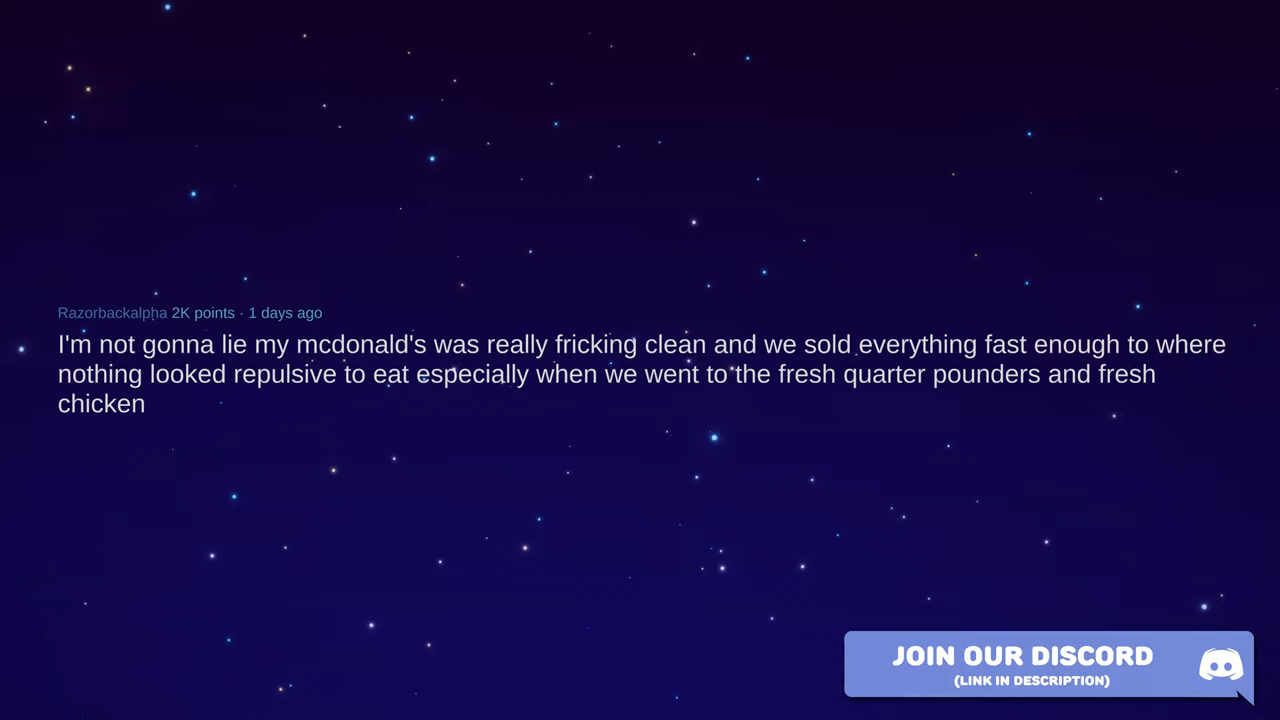 Razorbackalpha 2K points · 1 days ago
I'm not gonna lie my mcdonald's was really fricking clean and we sold everything fast enough to where
nothing looked repulsive to eat especially when we went to the fresh quarter pounders and fresh
chicken
JOIN OUR DISCORD
(LINK IN DESCRIPTION)